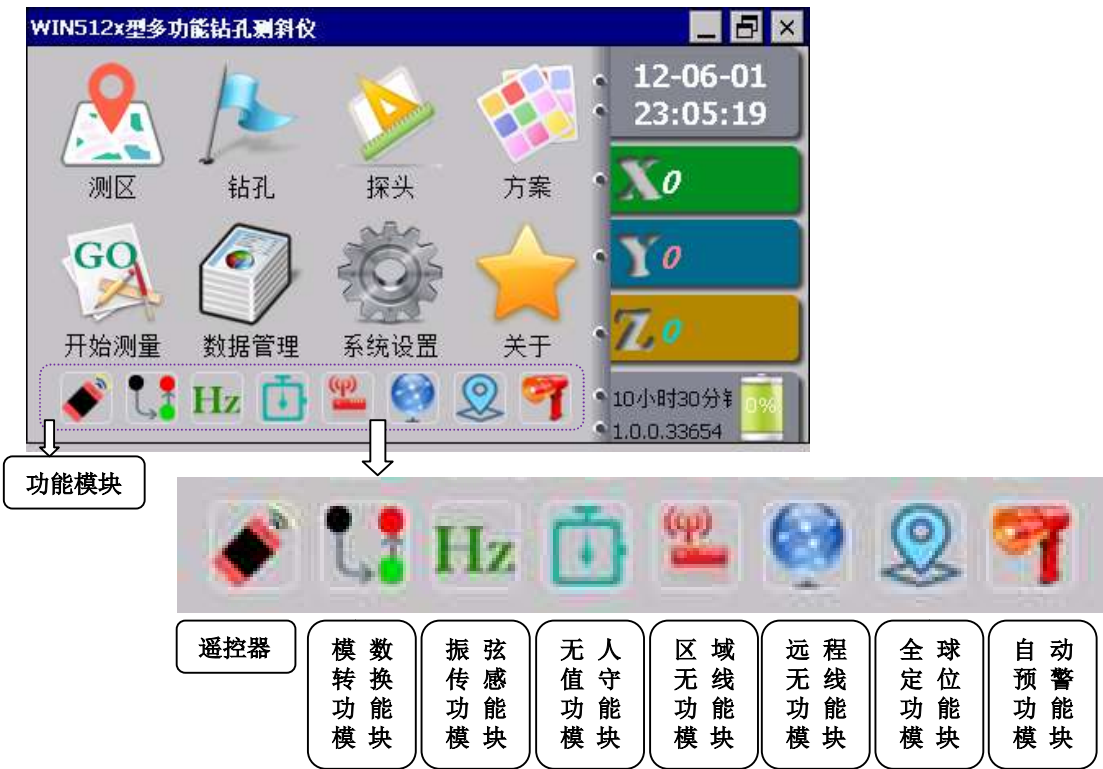 WIN512x型多功能钻孔测斜仪
12-06-01
23:05:19
测区
钻孔
探头
方案
X0
Y0
GO
开始测量
数据管理
系统设置
关于
Z0
Hz
10小时30分钟
0%
1.0.0.33654
功能模块
Hz
遥控器
模数
转换
功能
模块
振弦
传感
功能
模块
无人
值守
功能
模块
区域
无线
功能
模块
远程
无线
功能
模块
全球
定位
功能
模块
自动
预警
功能
模块